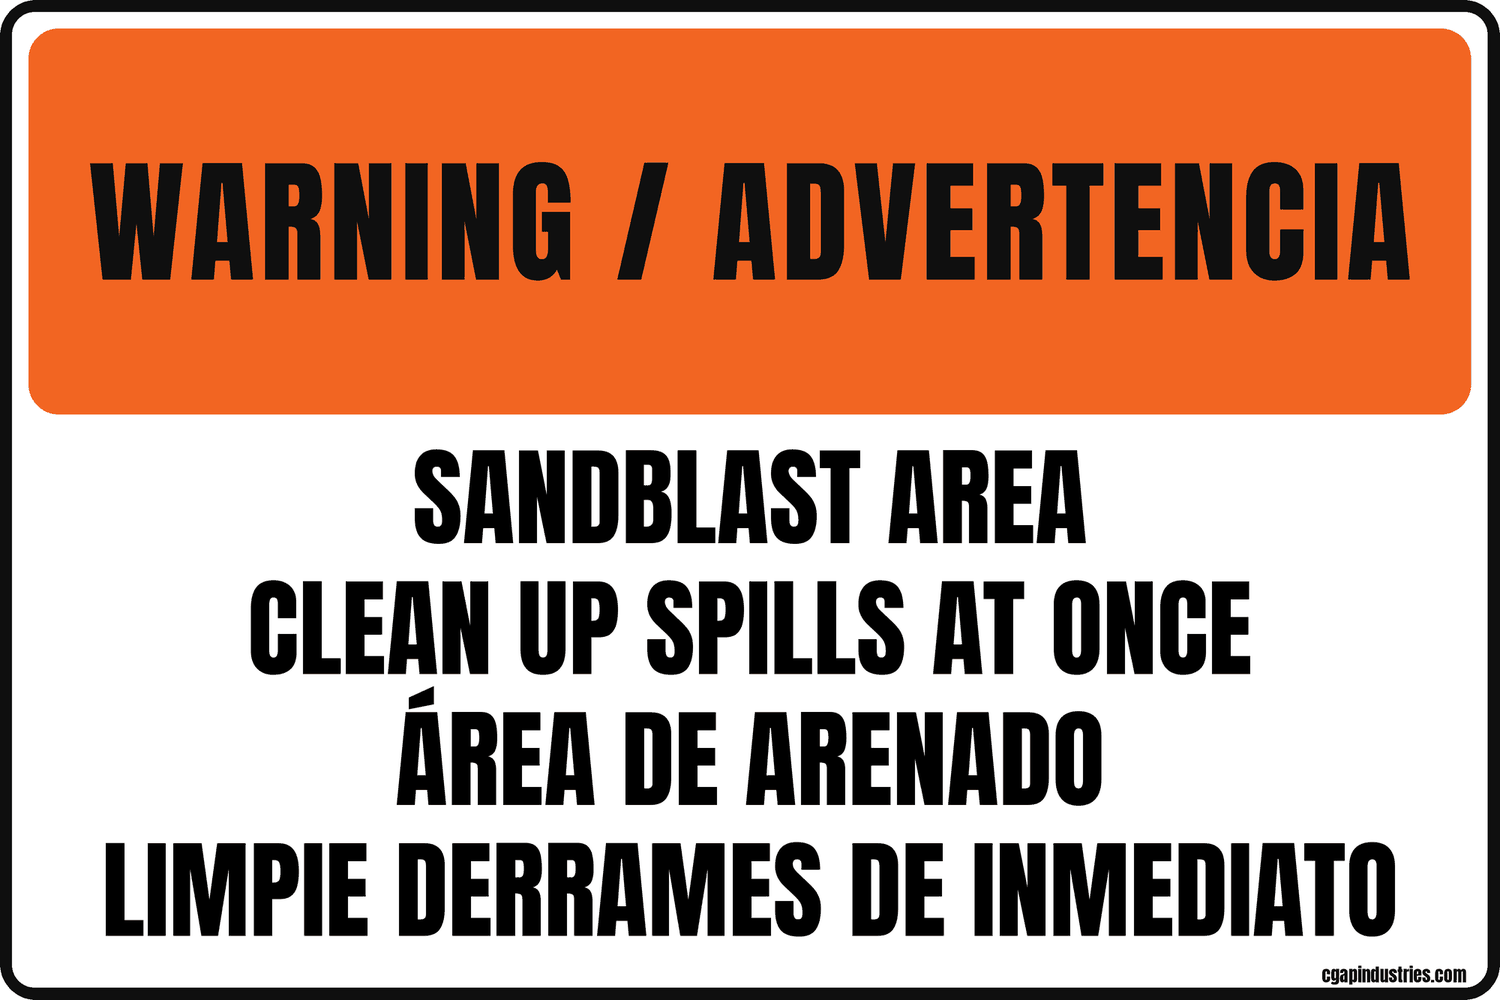 WARNING / ADVERTENCIA
SANDBLAST AREA
CLEAN UP SPILLS AT ONCE
ÁREA DE ARENADO
LIMPIE DERRAMES DE INMEDIATO
cgapindustries.com